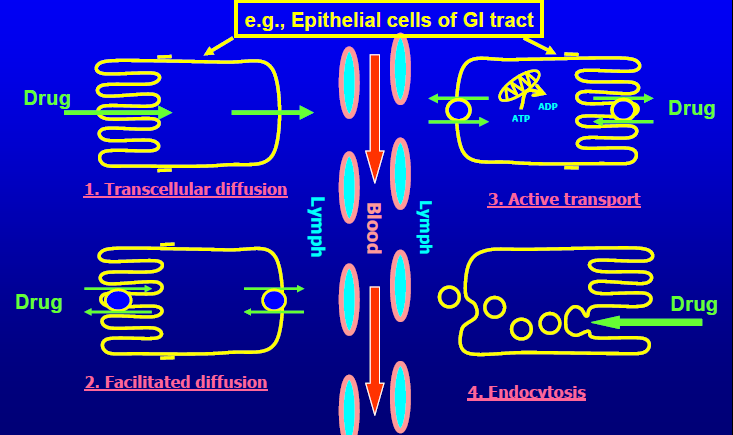 e.g., Epithelial cells of GI tract
Drug
1. Transcellular diffusion
ADP
ATP
Drug
3. Active transport
Lymph
Blood
Lymph
Drug
2. Facilitated diffusion
Drug
4. Endocytosis